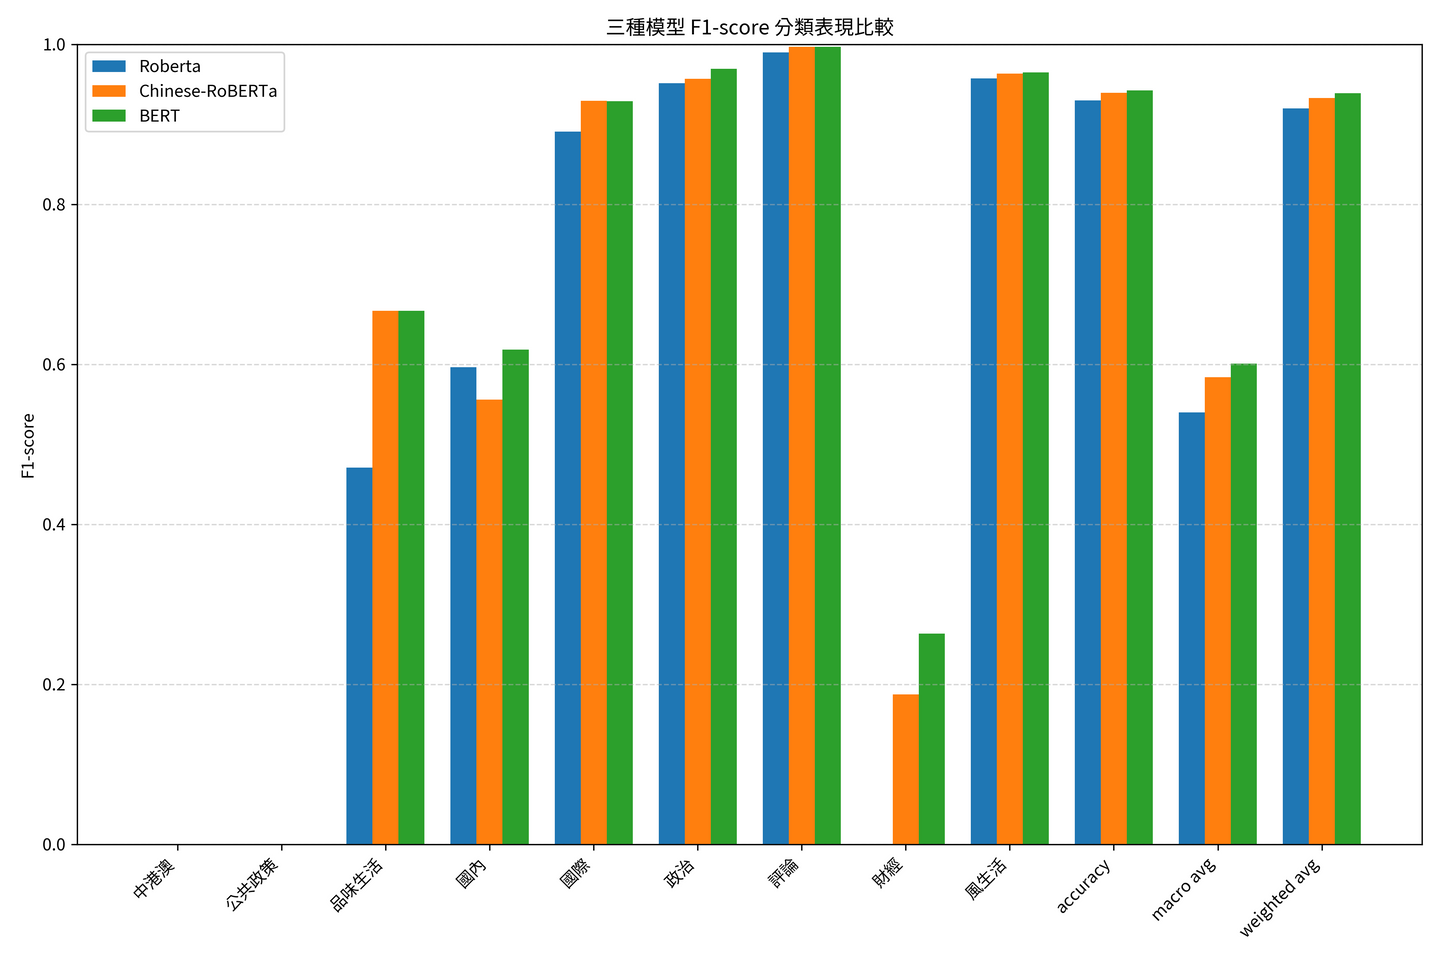 三種模型 F1-score 分類表現比較
Roberta
Chinese-RoBERTa
BERT
F1-score
1.0
0.8
0.6
0.4
0.2
0.0
中港澳
公共政策
品味生活
國內
國際
政治
評論
財經
風生活
accuracy
macro avg
weighted avg